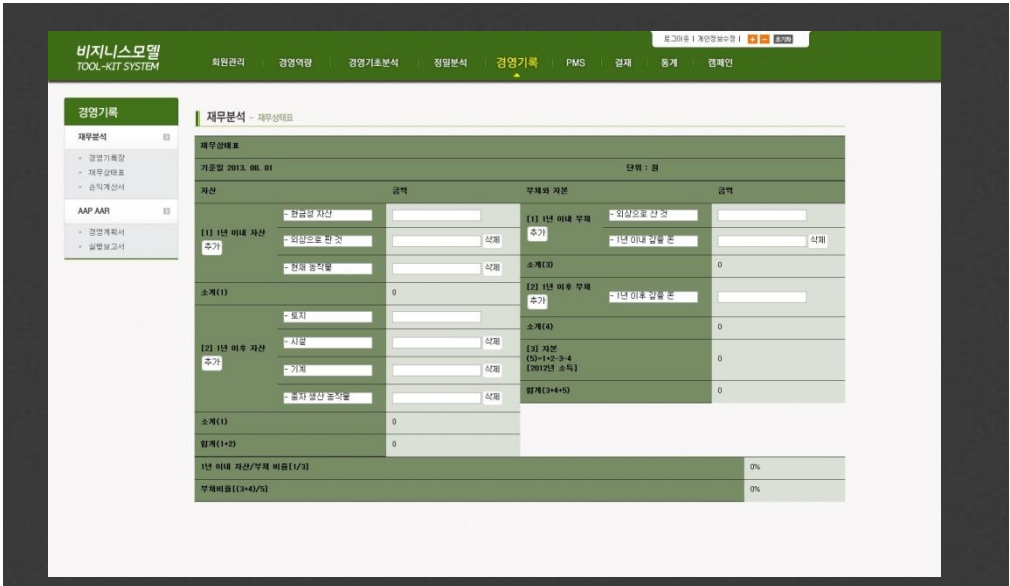 로그아웃 | 개인정보수정 | + - 초기화
비지니스모델
TOOL-KIT SYSTEM
회원관리 경영역량 경영기초분석 정밀분석 경영기록 PMS 결재 통계 캠페인
경영기록
재무분석
- 경영기록장
- 재무상태표
- 손익계산서
AAP AAR
- 경영계획서
- 실행보고서
재무분석 - 재무상태표
재무상태표
기준일 2013. 08. 01 단위 : 원
자산 금액 부채와 자본 금액
[1] 1년 이내 자산
추가
- 현금성 자산
- 외상으로 판 것 삭제
- 현재 농작물 삭제
소계(1) 0
[2] 1년 이후 자산
추가
- 토지
- 시설 삭제
- 기계 삭제
- 종자 생산 농작물 삭제
소계(1) 0
합계(1+2) 0
[1] 1년 이내 부채
추가
- 외상으로 산 것
- 1년 이내 갚을 돈 삭제
소계(3) 0
[2] 1년 이후 부채
추가
- 1년 이후 갚을 돈
소계(4) 0
[3] 자본
(5)=1+2-3-4
[2012년 소득]
0
합계(3+4+5) 0
1년 이내 자산/부채 비율[1/3] 0%
부채비율[(3+4)/5] 0%